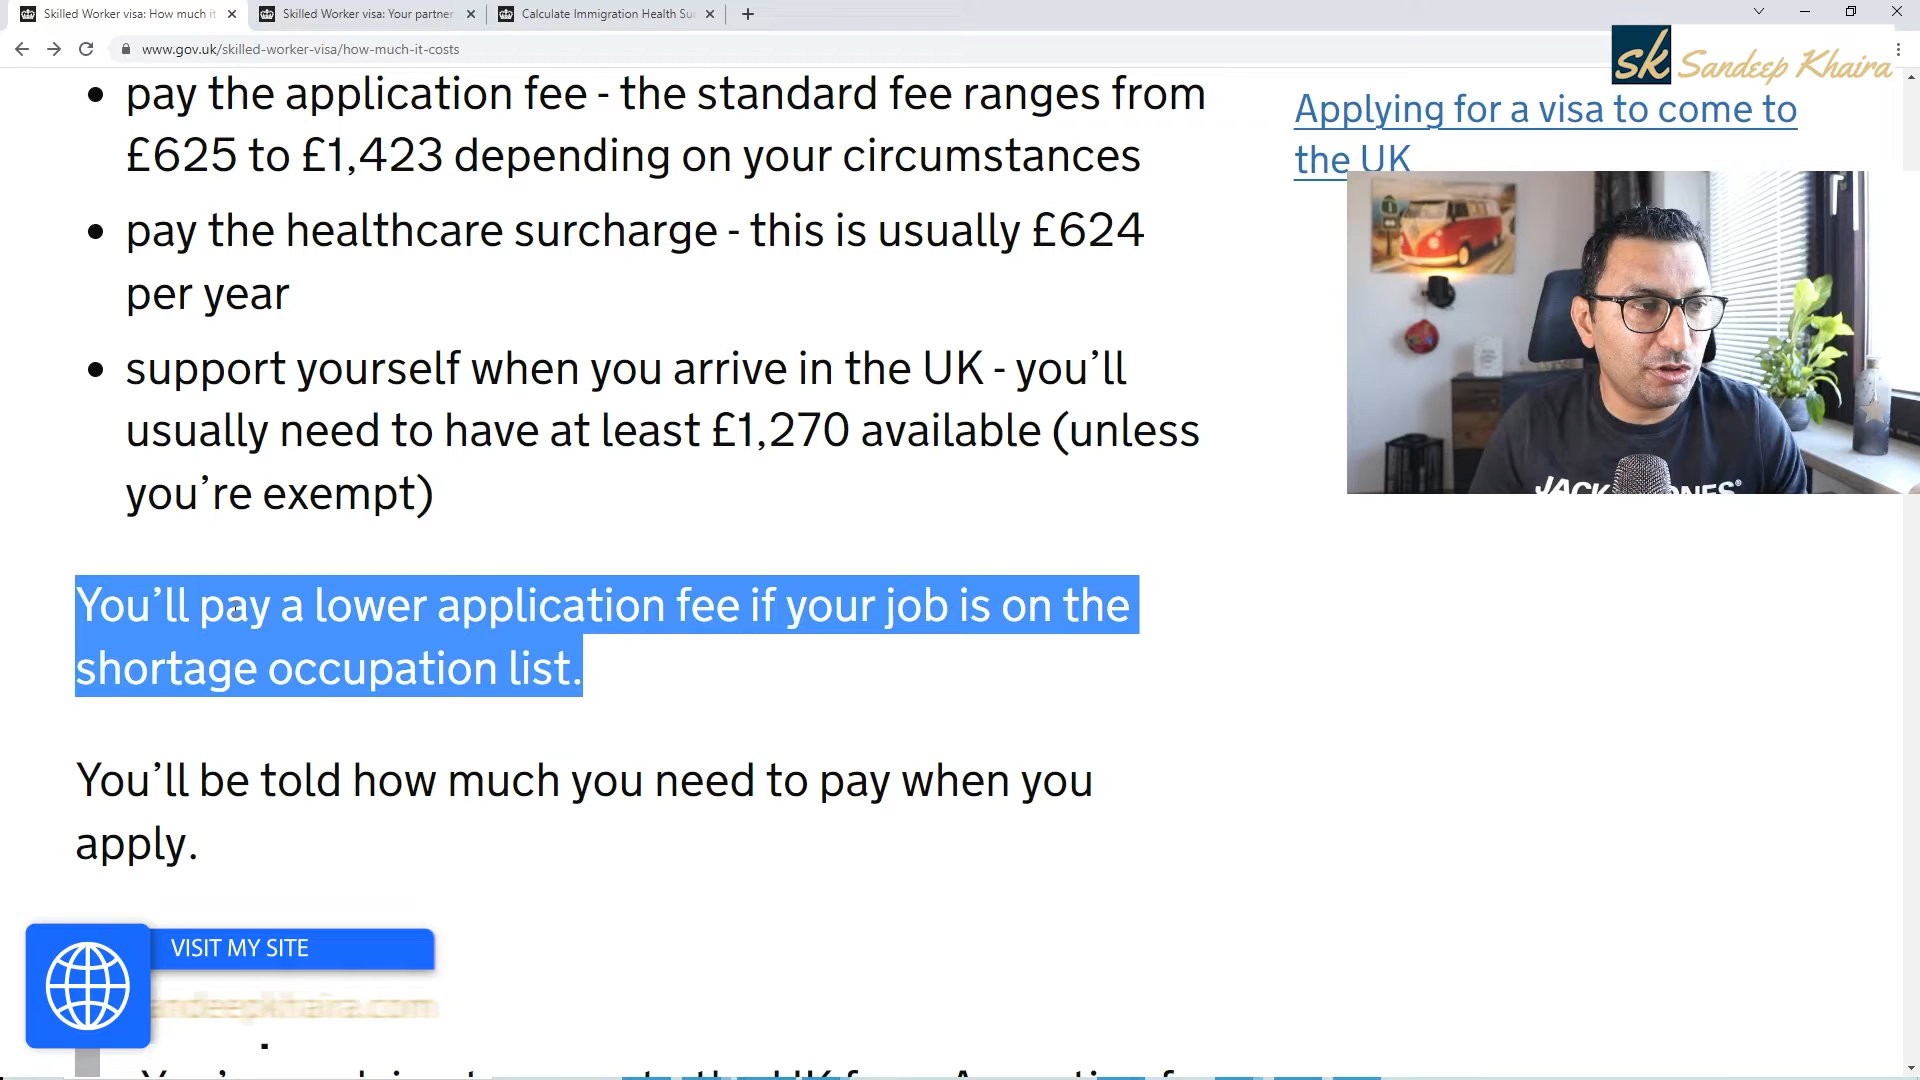 Skilled Worker visa: How much it
Skilled Worker visa: Your partner
Calculate Immigration Health Su
www.gov.uk/skilled-worker-visa/how-much-it-costs
sk Sandeep Khaira
• pay the application fee - the standard fee ranges from
£625 to £1,423 depending on your circumstances
Applying for a visa to come to
the UK
• pay the healthcare surcharge - this is usually £624
per year
• support yourself when you arrive in the UK - you’ll
usually need to have at least £1,270 available (unless
you’re exempt)
JACK JONES®
You’ll pay a lower application fee if your job is on the
shortage occupation list.
You’ll be told how much you need to pay when you
apply.
VISIT MY SITE
andeepkhaira.com